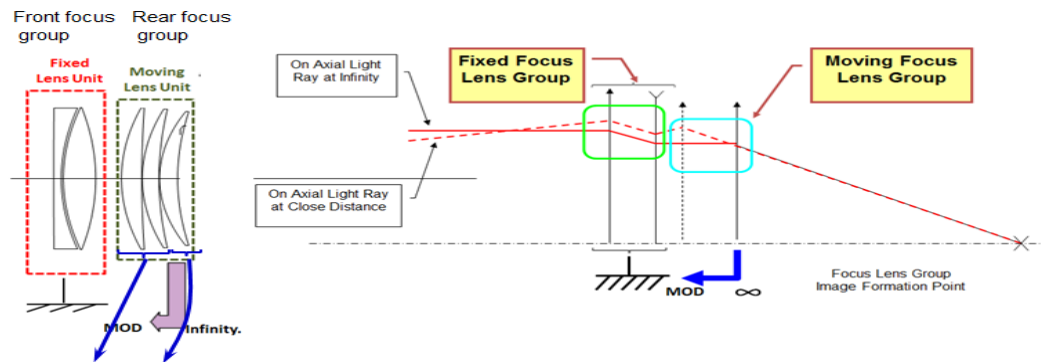 Front focus
group
Rear focus
group
Fixed
Lens Unit
Moving
Lens Unit
MOD
Infinity.
On Axial Light
Ray at Infinity
Fixed Focus
Lens Group
Moving Focus
Lens Group
On Axial Light Ray
at Close Distance
MOD
∞
Focus Lens Group
Image Formation Point